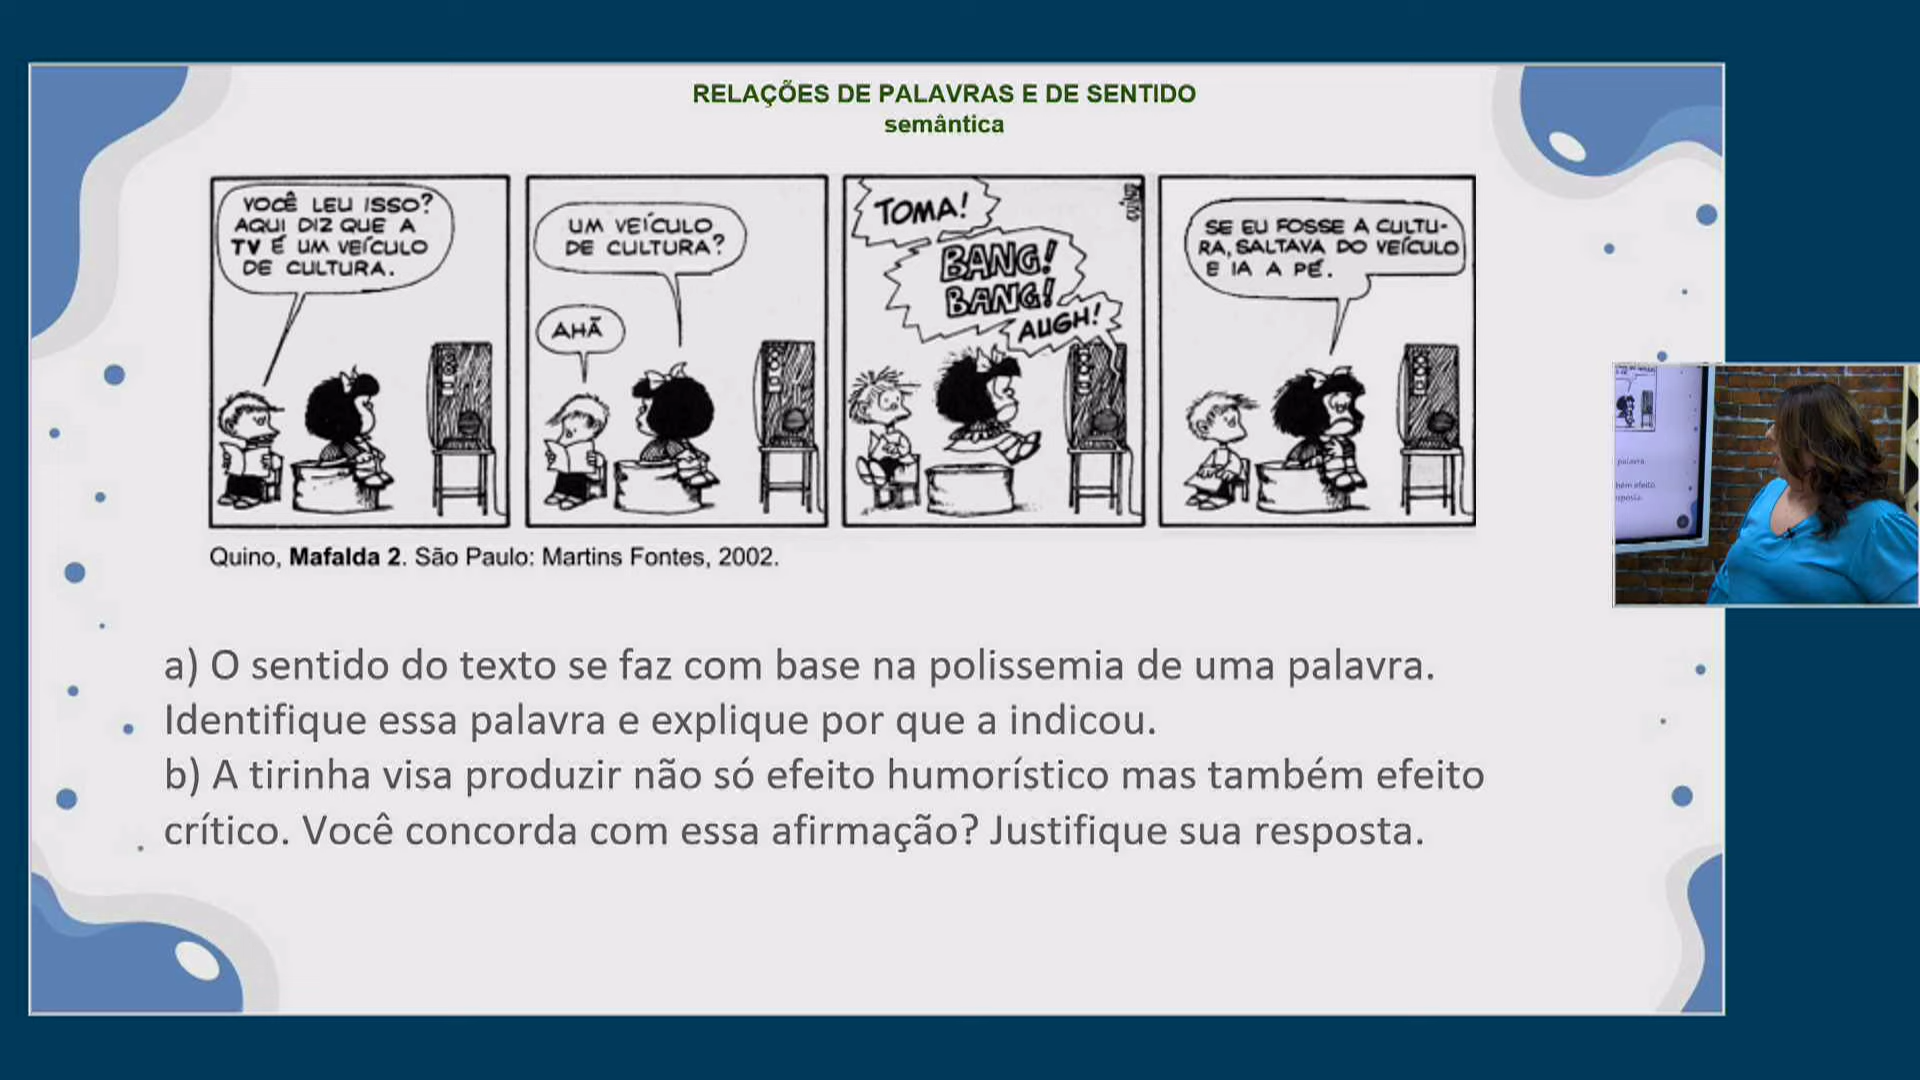 RELAÇÕES DE PALAVRAS E DE SENTIDO
semântica
VOCÊ LEU ISSO?
AQUI DIZ QUE A
TV É UM VEÍCULO
DE CULTURA.
UM VEÍCULO
DE CULTURA?
AHÃ
TOMA!
BANG!
BANG!
AUGH!
SE EU FOSSE A CULTU-
RA, SALTAVA DO VEÍCULO
E IA A PÉ.
Quino, Mafalda 2. São Paulo: Martins Fontes, 2002.
a) O sentido do texto se faz com base na polissemia de uma palavra.
Identifique essa palavra e explique por que a indicou.
b) A tirinha visa produzir não só efeito humorístico mas também efeito
crítico. Você concorda com essa afirmação? Justifique sua resposta.
palavra